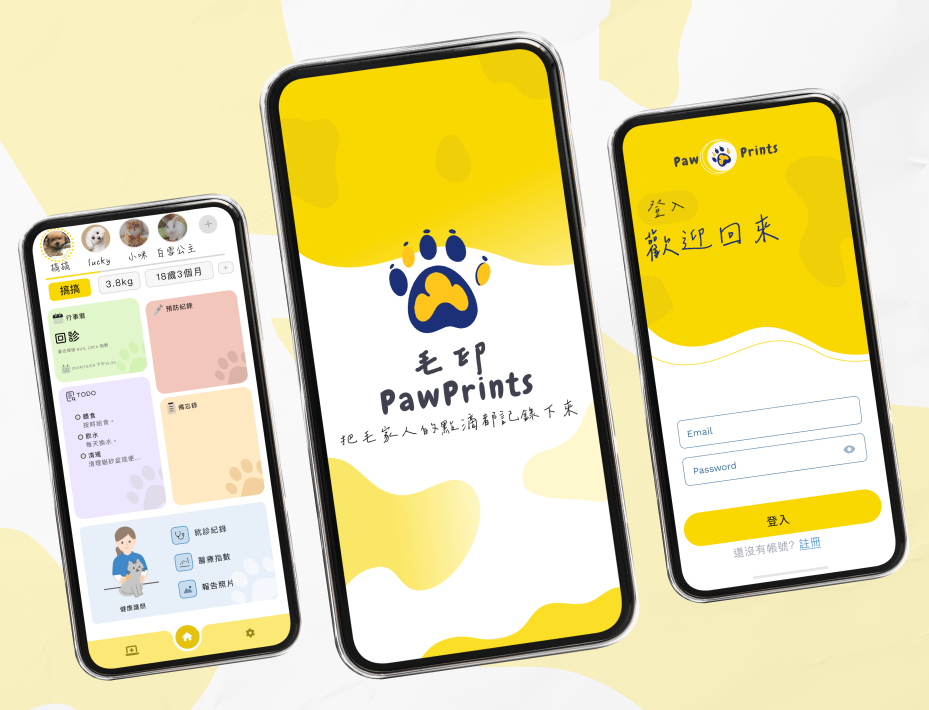 搞搞
lucky
小咪
白雪公主
搞搞
3.8kg
18歲3個月
行事曆
回診
預防紀錄
TODO
餵食
按時給食。
飲水
每天換水。
清理
清理貓砂盆或便...
備忘錄
健康護照
就診紀錄
醫療指數
報告照片
毛印
PawPrints
把毛家人的點滴都記錄下來
Paw Prints
登入
歡迎回來
Email
Password
登入
還沒有帳號? 註冊